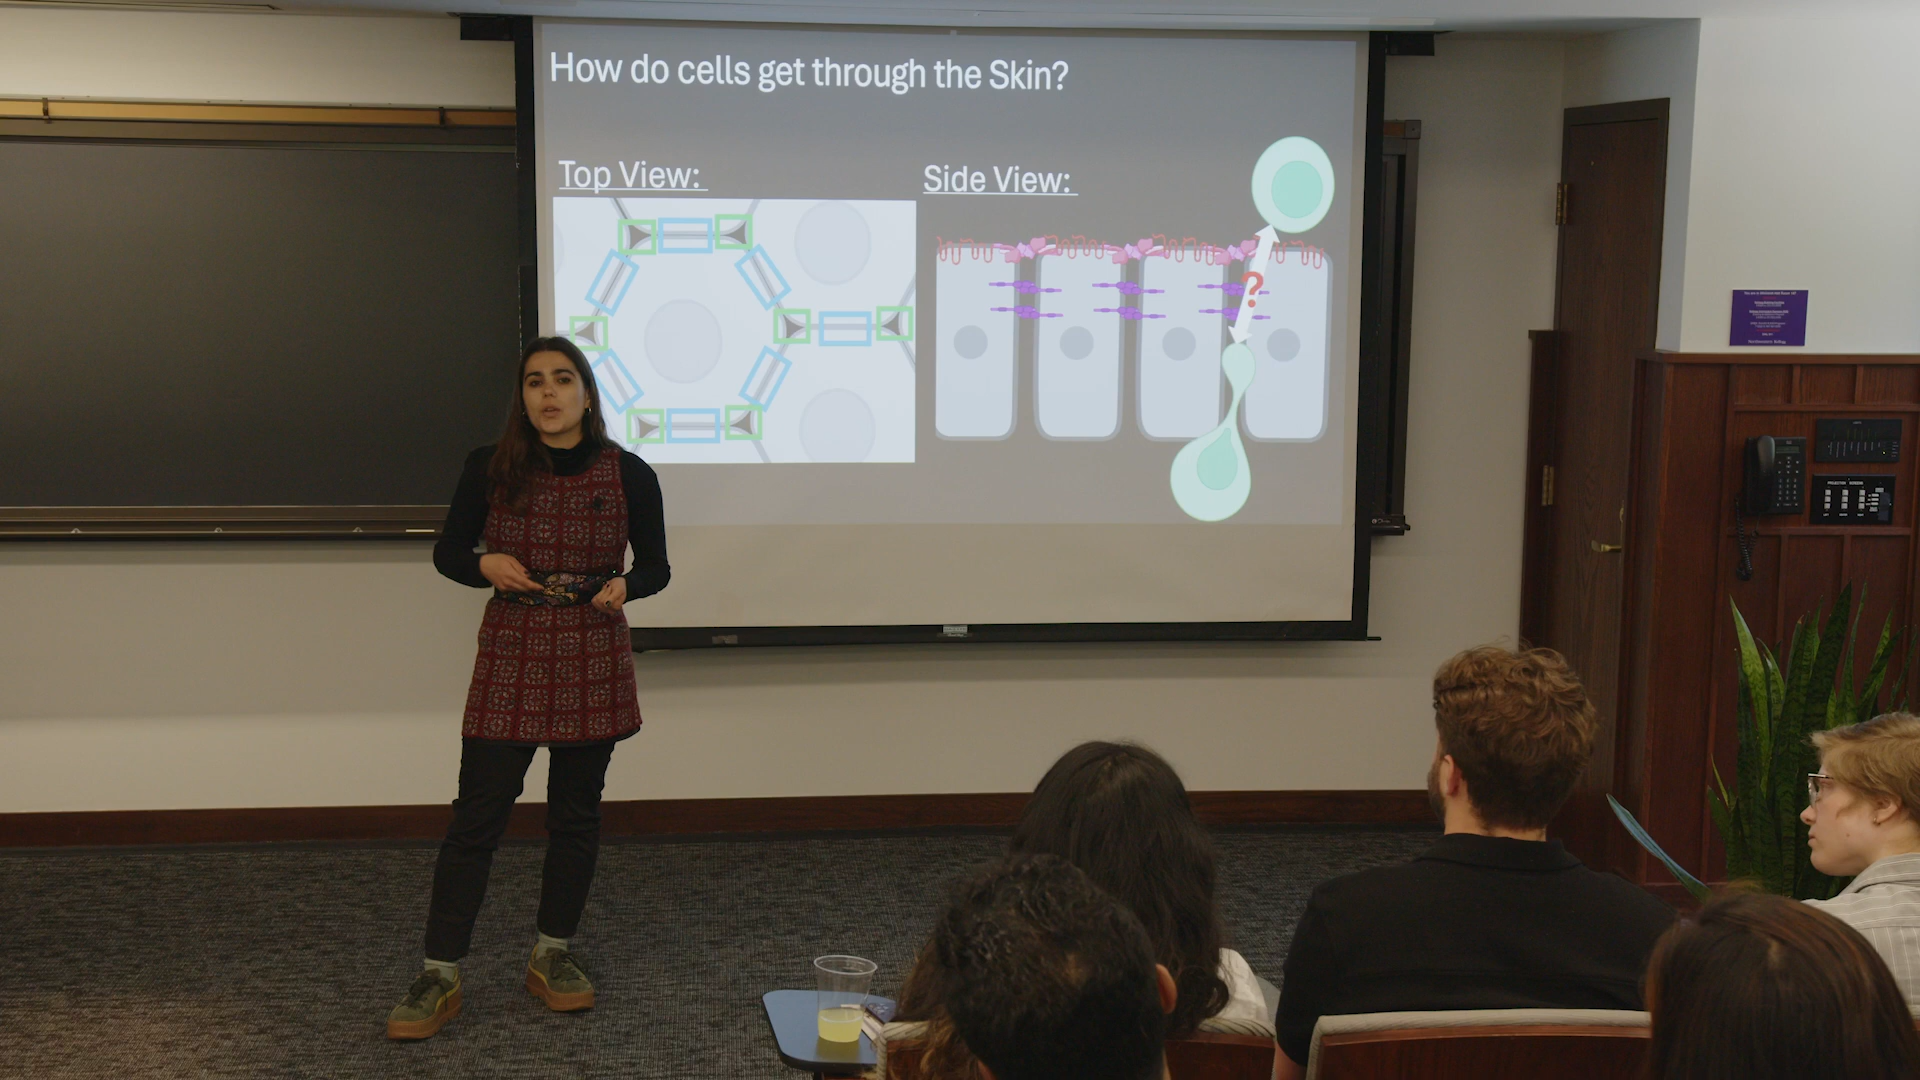 How do cells get through the Skin?
Top View:
Side View:
?